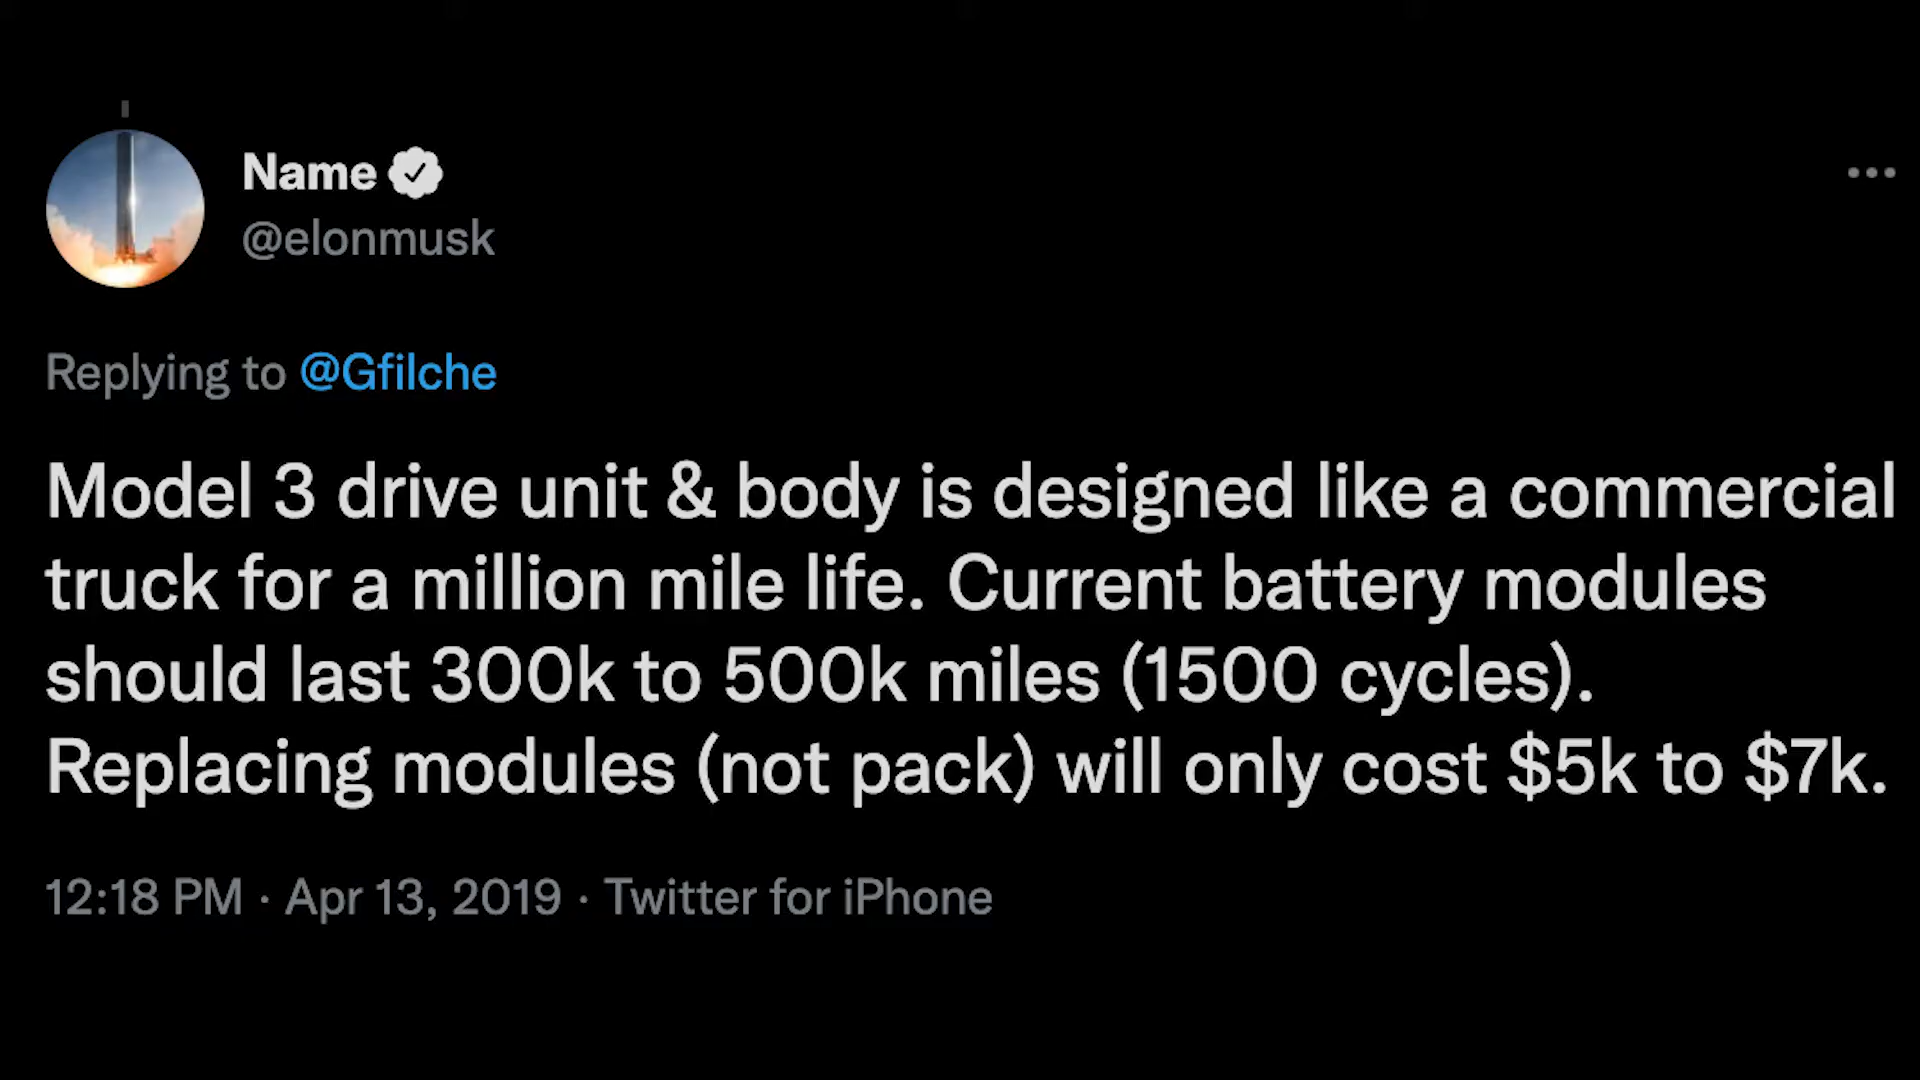 Name
@elonmusk
Replying to @Gfilche
Model 3 drive unit & body is designed like a commercial
truck for a million mile life. Current battery modules
should last 300k to 500k miles (1500 cycles).
Replacing modules (not pack) will only cost $5k to $7k.
12:18 PM · Apr 13, 2019 · Twitter for iPhone